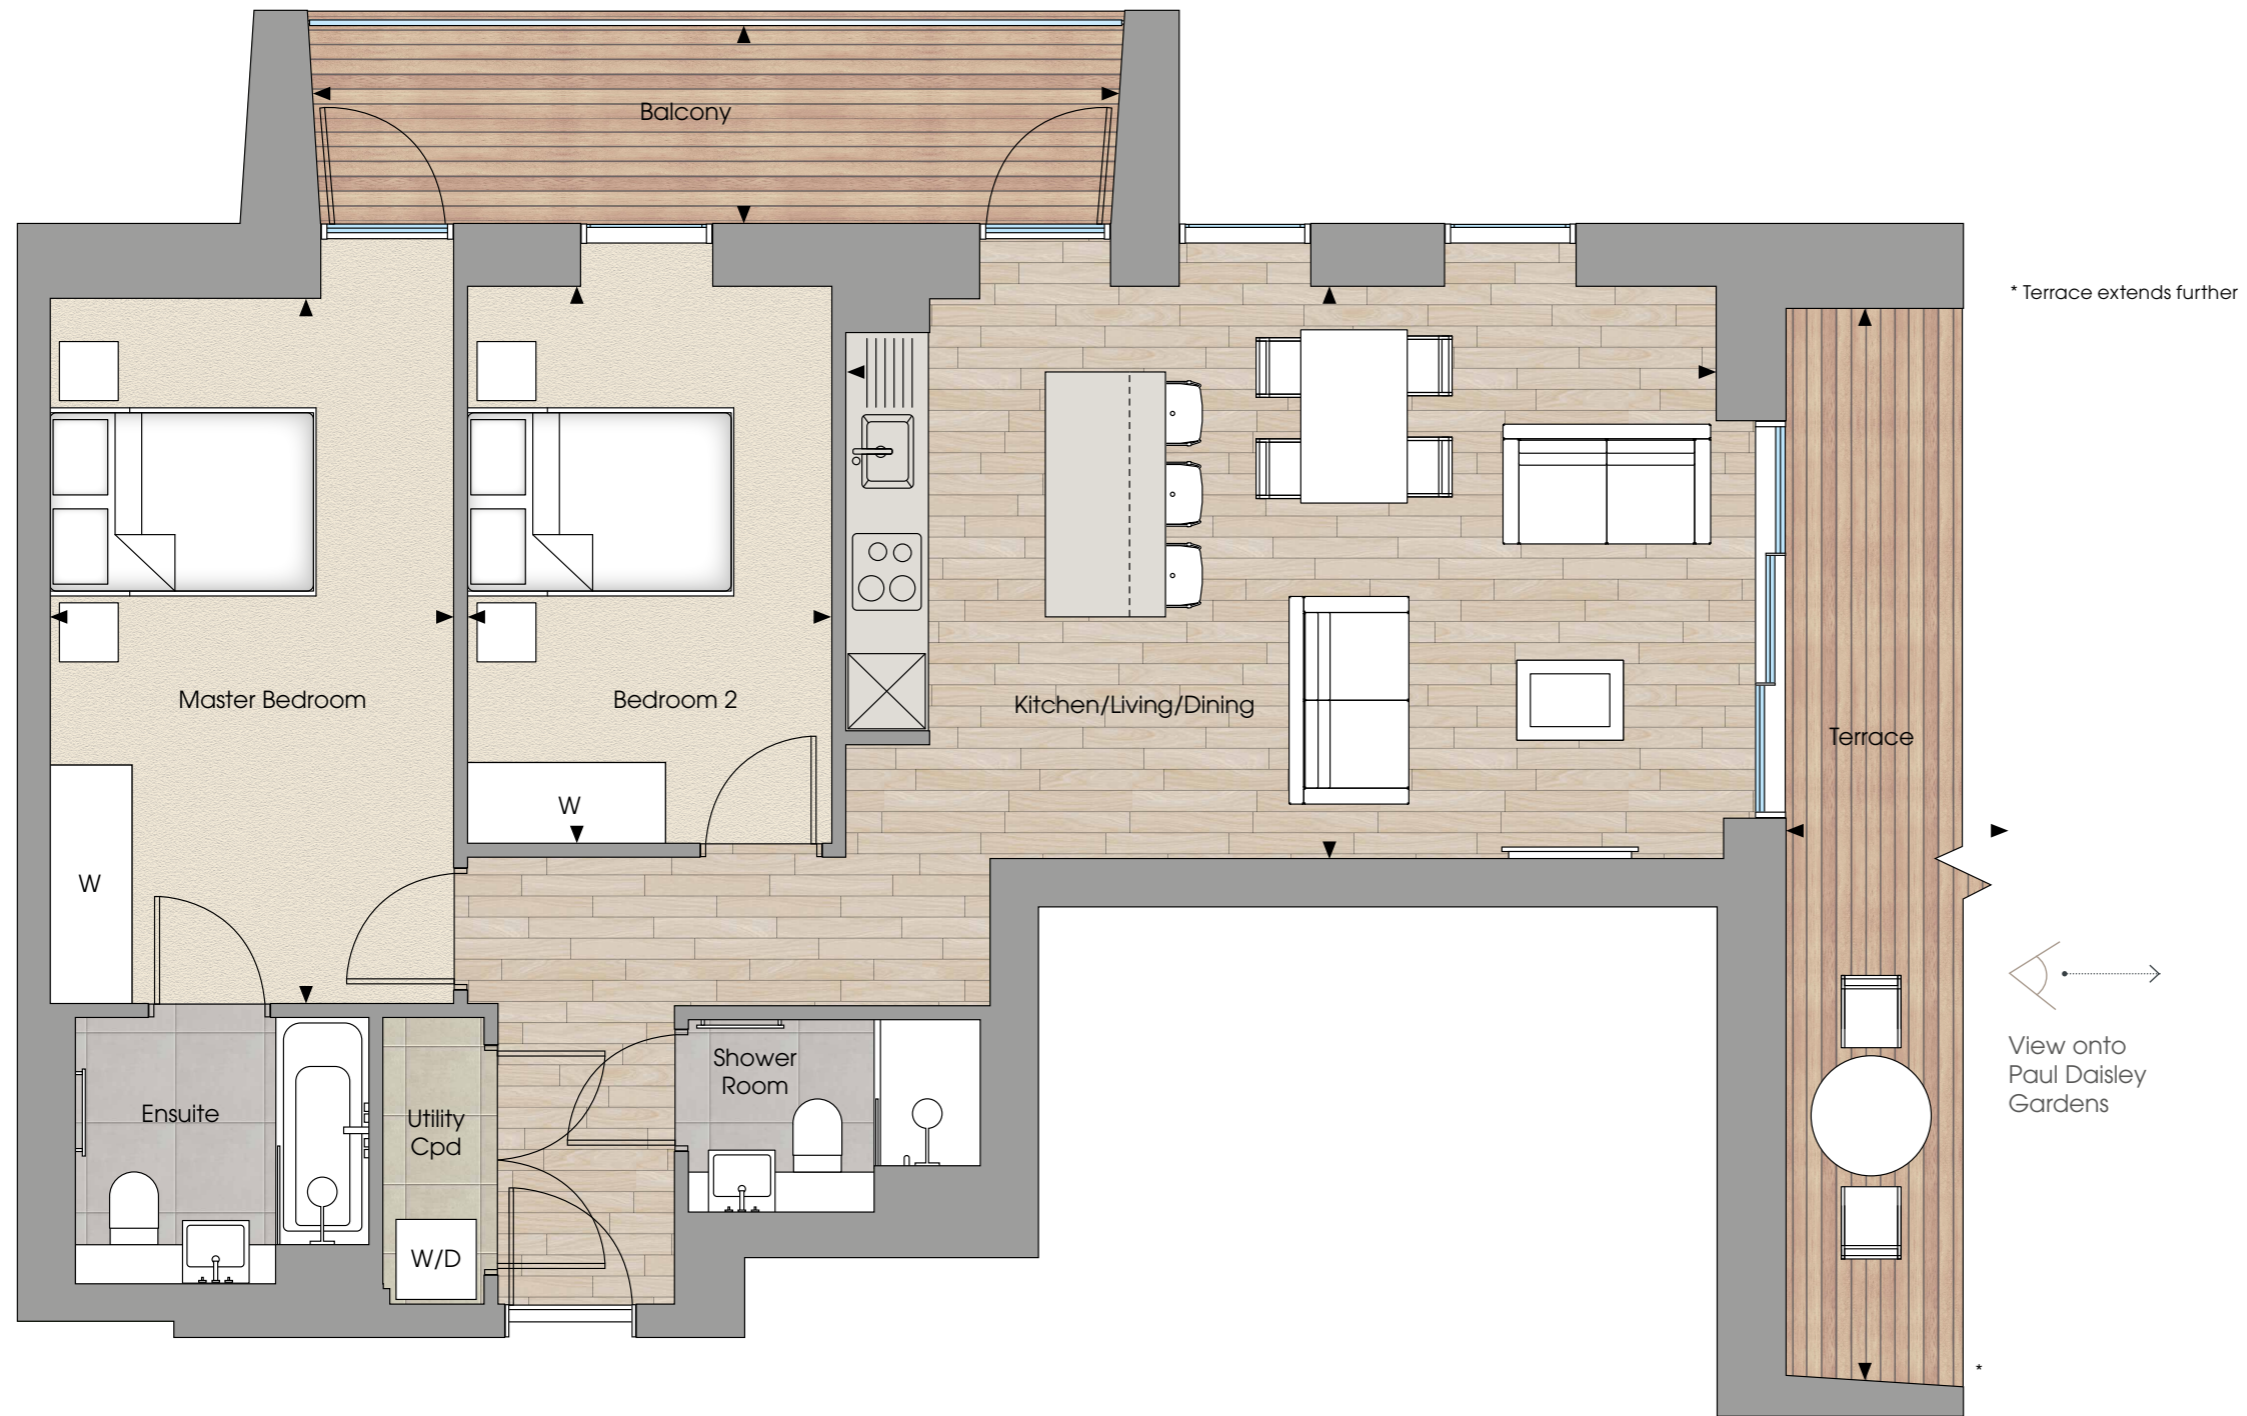 Balcony
* Terrace extends further
Master Bedroom
Bedroom 2
Kitchen/Living/Dining
Terrace
W
W
Shower
Room
Ensuite
Utility
Cpd
W/D
View onto
Paul Daisley
Gardens
*